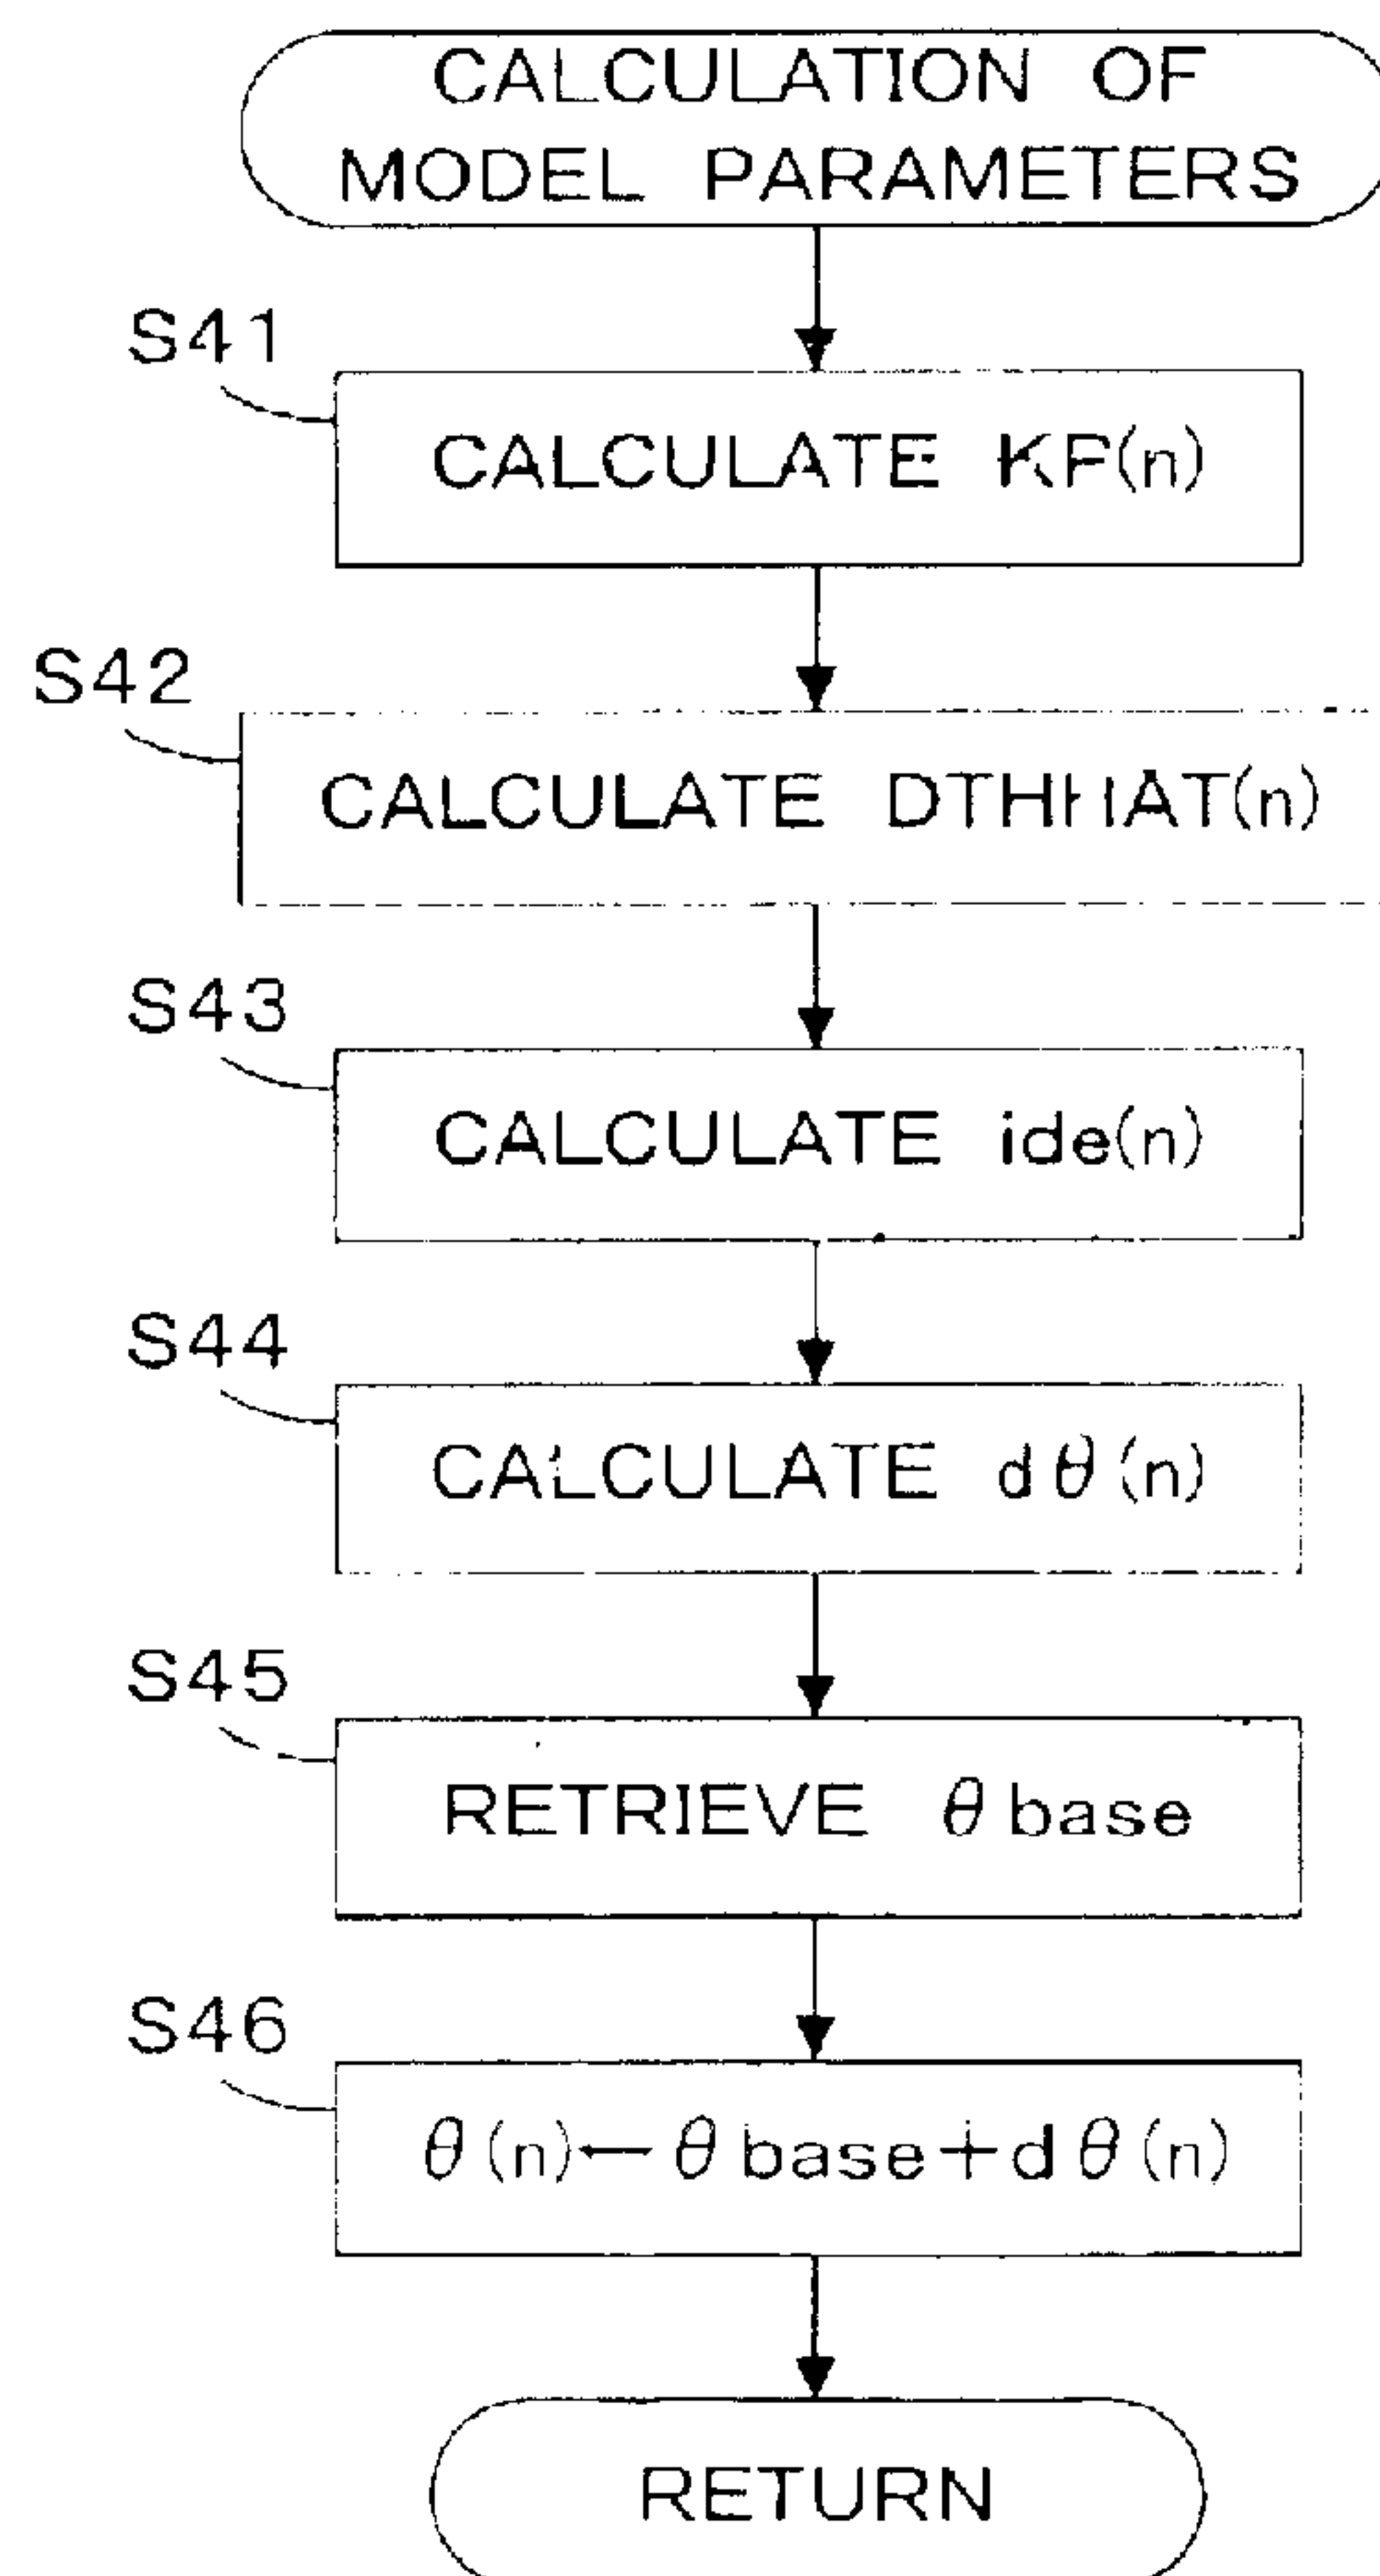 CALCULATION OF
MODEL PARAMETERS
S41
CALCULATE KP(n)
S42
CALCULATE DTHHAT(n)
S43
CALCULATE ide(n)
S44
CALCULATE dθ(n)
S45
RETRIEVE θbase
S46
θ(n)←θbase+dθ(n)
RETURN